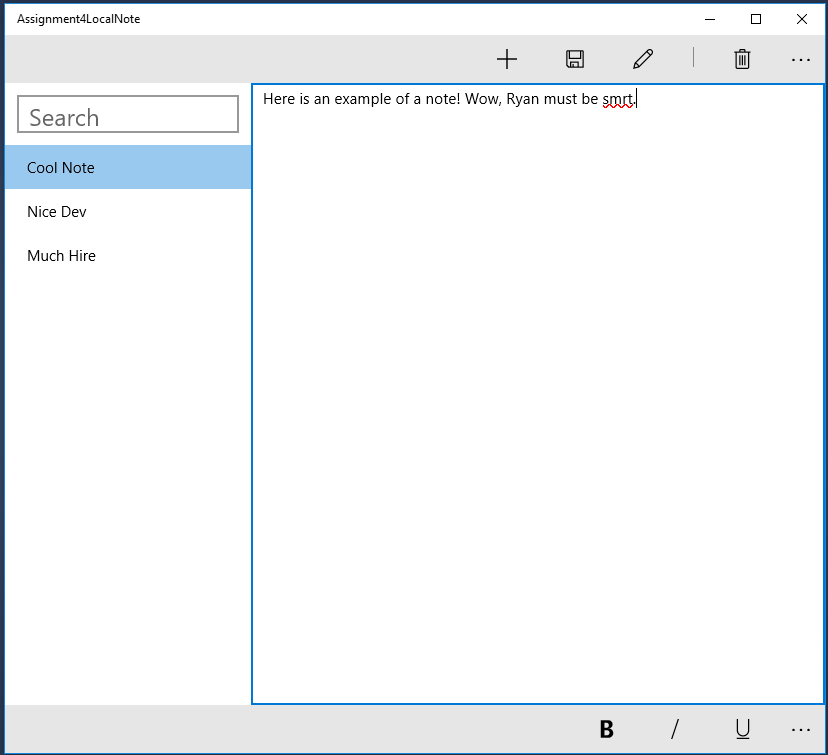 Assignment4LocalNote
Search
Cool Note
Nice Dev
Much Hire
Here is an example of a note! Wow, Ryan must be smrt.
B
/
U